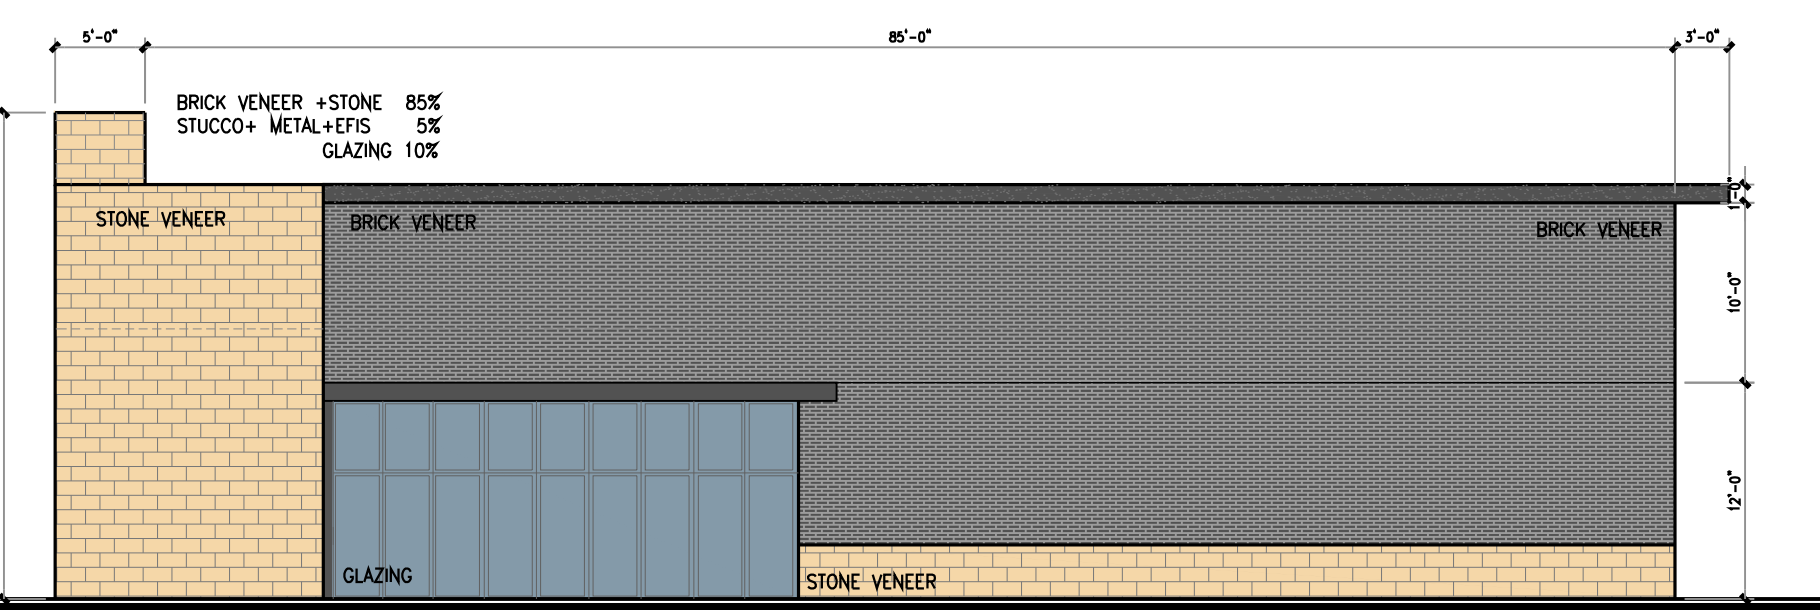 5'-0"
85'-0"
3'-0"
BRICK VENEER +STONE 85%
STUCCO+ METAL+EFIS 5%
GLAZING 10%
1'-0"
STONE VENEER
BRICK VENEER
BRICK VENEER
10'-0"
12'-0"
GLAZING
STONE VENEER